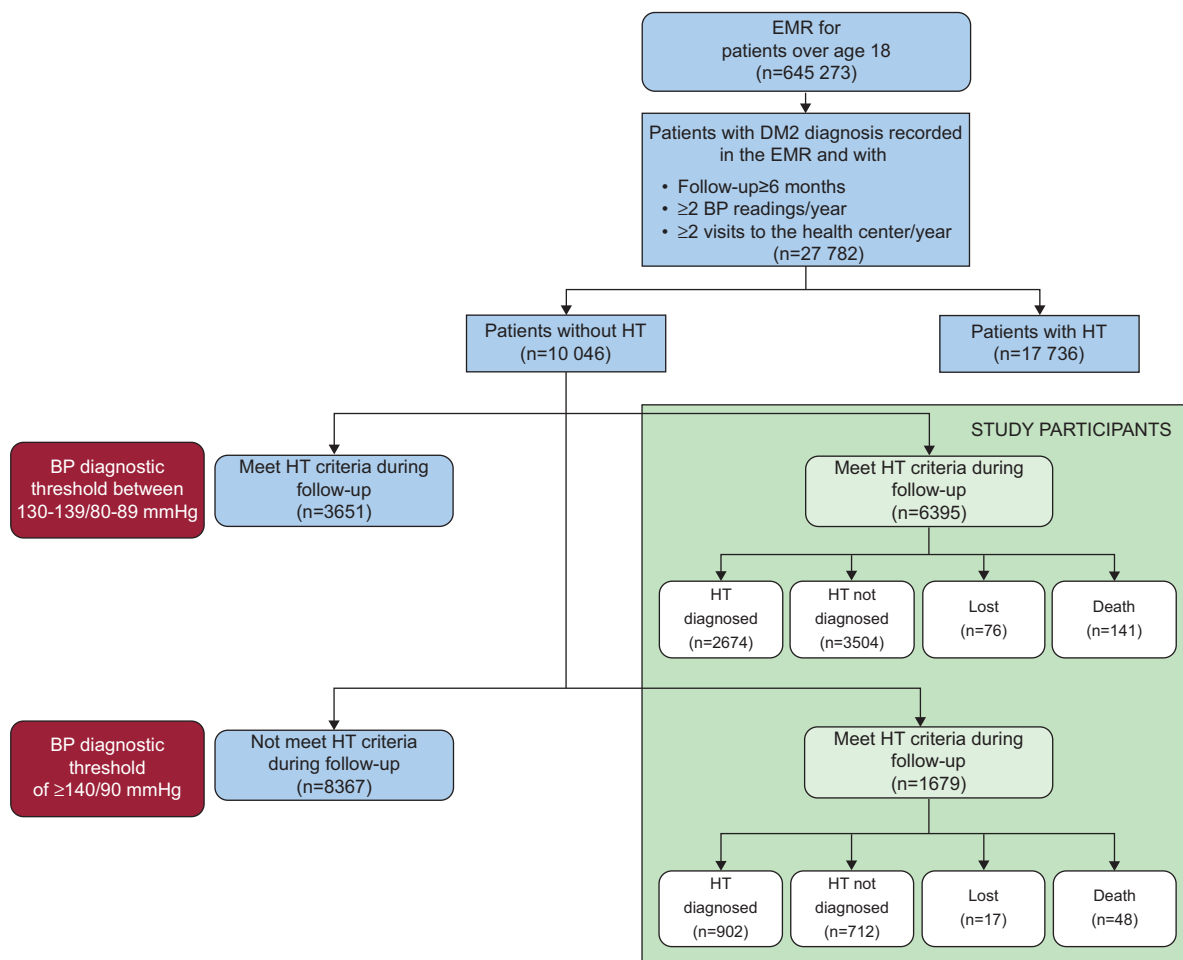 EMR for
patients over age 18
(n=645 273)
Patients with DM2 diagnosis recorded
in the EMR and with
• Follow-up≥6 months
• ≥2 BP readings/year
• ≥2 visits to the health center/year
(n=27 782)
Patients without HT
(n=10 046)
Patients with HT
(n=17 736)
STUDY PARTICIPANTS
BP diagnostic
threshold between
130-139/80-89 mmHg
Meet HT criteria during
follow-up
(n=3651)
Meet HT criteria during
follow-up
(n=6395)
HT
diagnosed
(n=2674)
HT not
diagnosed
(n=3504)
Lost
(n=76)
Death
(n=141)
BP diagnostic
threshold
of ≥140/90 mmHg
Not meet HT criteria
during follow-up
(n=8367)
Meet HT criteria during
follow-up
(n=1679)
HT
diagnosed
(n=902)
HT not
diagnosed
(n=712)
Lost
(n=17)
Death
(n=48)